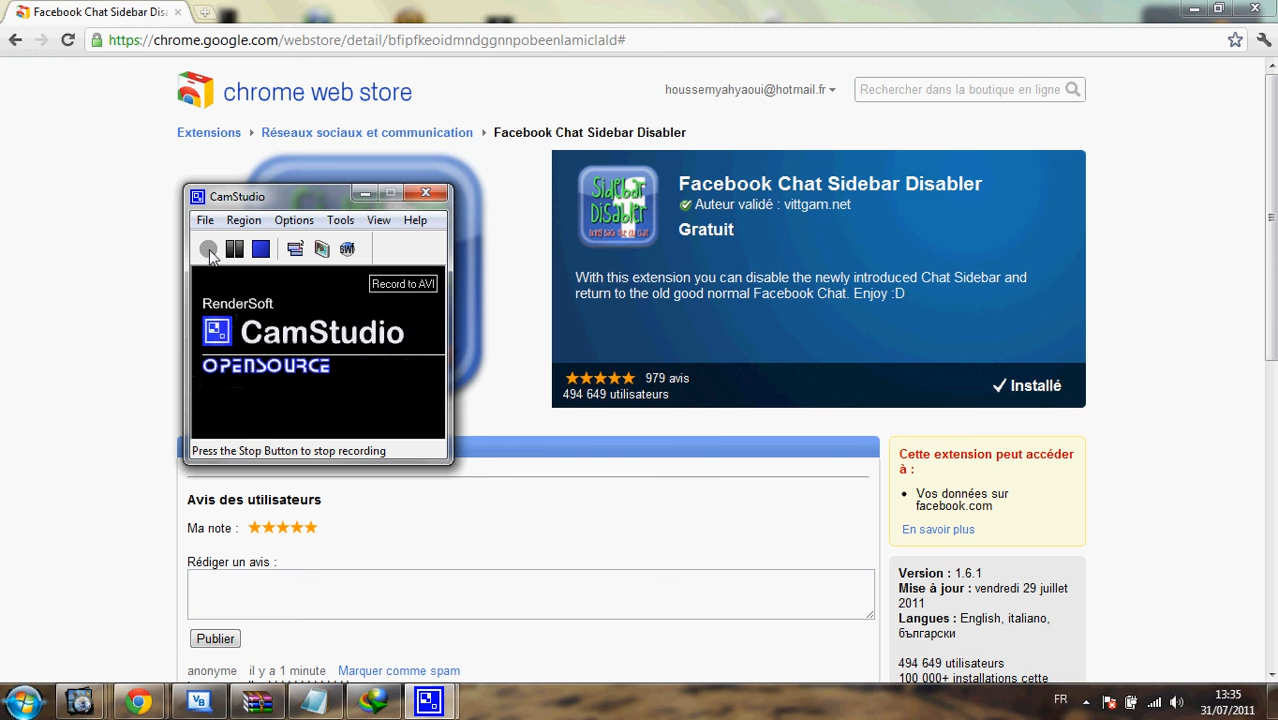 Facebook Chat Sidebar Dis
https://chrome.google.com/webstore/detail/bfipfkeoidmndggnnpobeenlamiclald#
chrome web store
houssemyahyaoui@hotmail.fr
Rechercher dans la boutique en ligne
Extensions
Réseaux sociaux et communication
Facebook Chat Sidebar Disabler
Sidebar
DisaBler
Facebook Chat Sidebar Disabler
Auteur validé : vittgam.net
Gratuit
With this extension you can disable the newly introduced Chat Sidebar and
return to the old good normal Facebook Chat. Enjoy :D
979 avis
494 649 utilisateurs
Installé
CamStudio
File
Region
Options
Tools
View
Help
SWF
Record to AVI
RenderSoft
CamStudio
OPENSOURCE
Press the Stop Button to stop recording
Avis des utilisateurs
Ma note :
Rédiger un avis :
Publier
anonyme
il y a 1 minute
Marquer comme spam
Cette extension peut accéder
à :
Vos données sur
facebook.com
En savoir plus
Version : 1.6.1
Mise à jour : vendredi 29 juillet
2011
Langues : English, italiano,
български
494 649 utilisateurs
100 000+ installations cette
VB
FR
13:35
31/07/2011